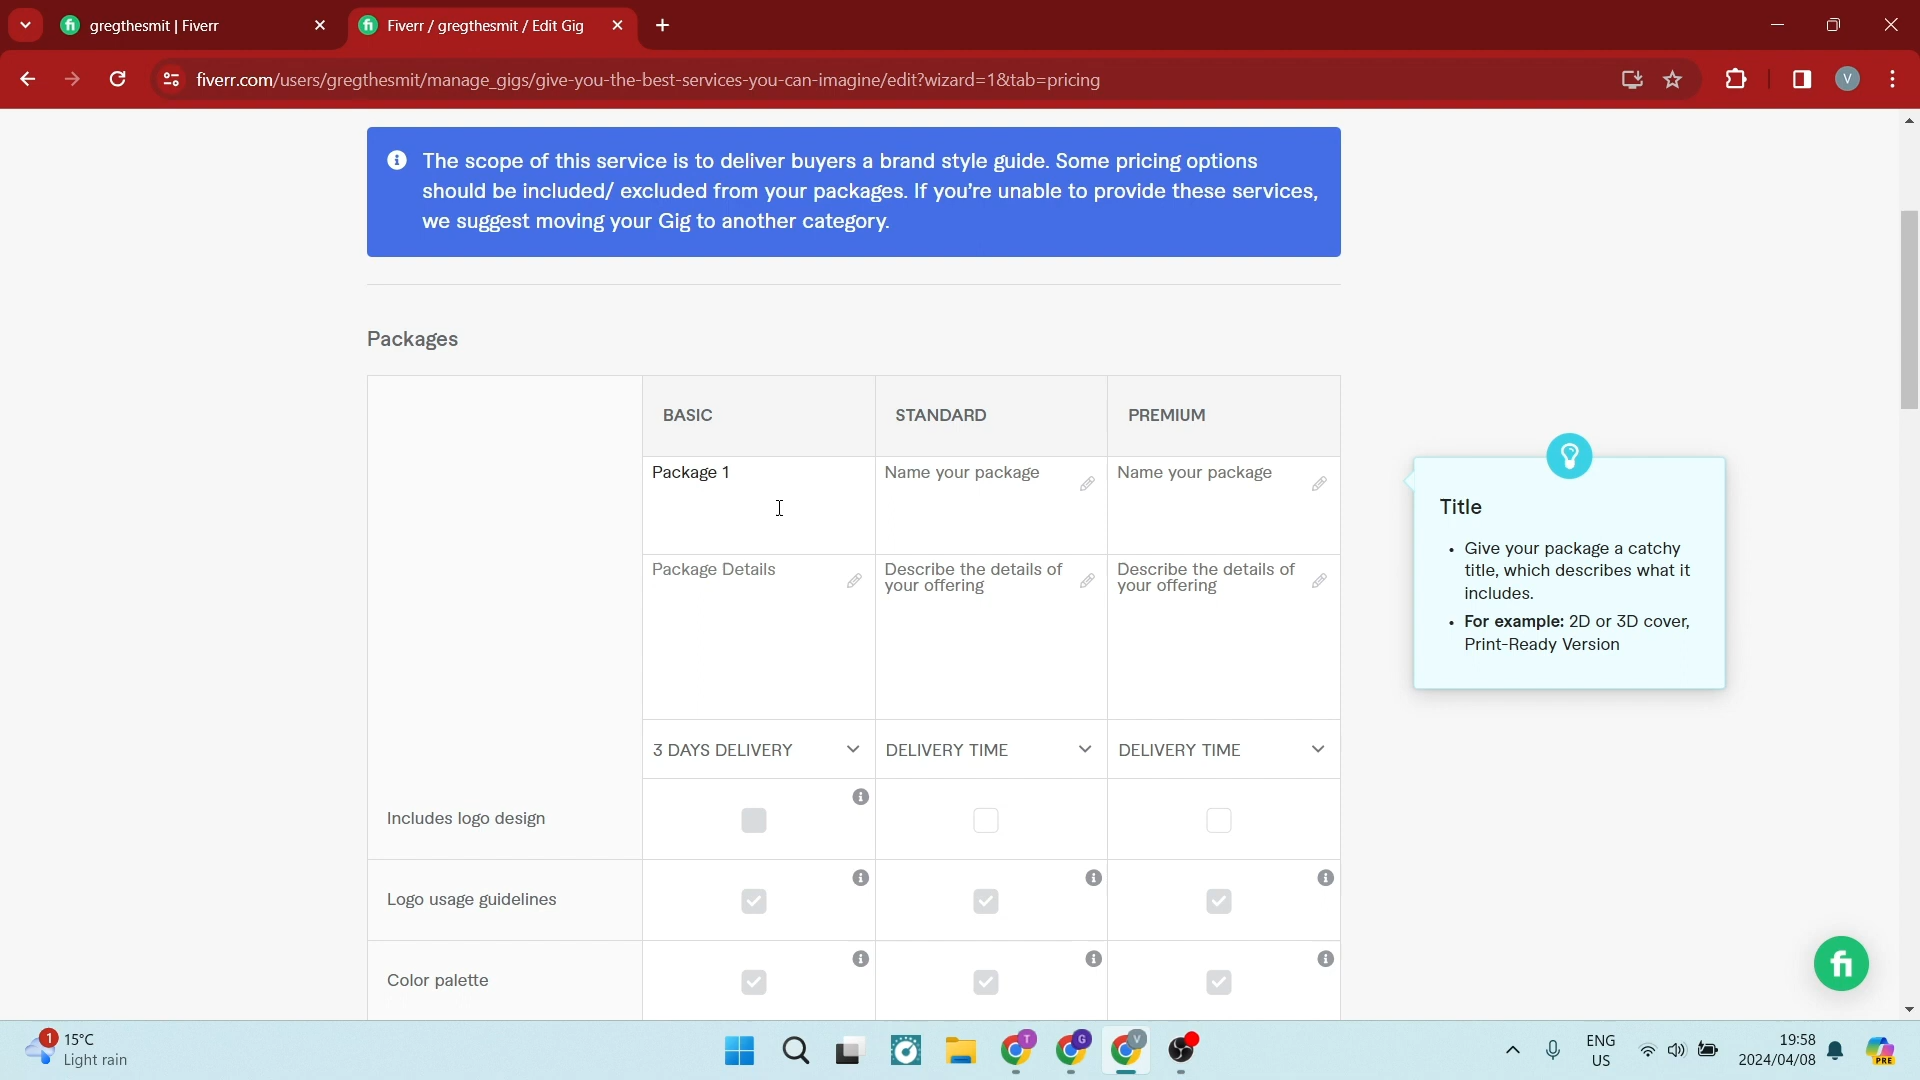 gregthesmit | Fiverr
Fiverr / gregthesmit / Edit Gig
fiverr.com/users/gregthesmit/manage_gigs/give-you-the-best-services-you-can-imagine/edit?wizard=1&tab=pricing
V
The scope of this service is to deliver buyers a brand style guide. Some pricing options
should be included/ excluded from your packages. If you're unable to provide these services,
we suggest moving your Gig to another category.
Packages
BASIC STANDARD PREMIUM
Package 1 Name your package Name your package
Package Details
Describe the details of
your offering
Describe the details of
your offering
3 DAYS DELIVERY DELIVERY TIME DELIVERY TIME
Includes logo design
Logo usage guidelines
Color palette
Title
• Give your package a catchy
title, which describes what it
includes.
• For example: 2D or 3D cover,
Print-Ready Version
fi
1
15°C
Light rain
T
G
V
ENG
US
19:58
2024/04/08
PRE